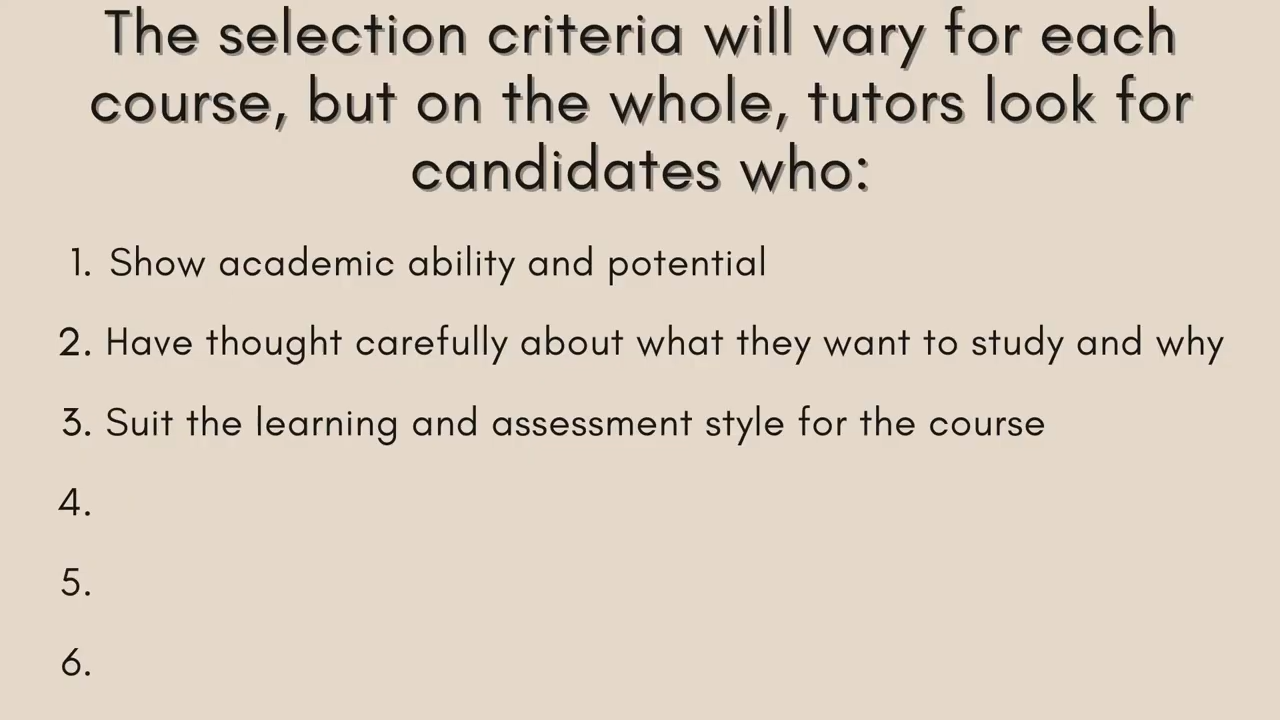 The selection criteria will vary for each
course, but on the whole, tutors look for
candidates who:
1. Show academic ability and potential
2. Have thought carefully about what they want to study and why
3. Suit the learning and assessment style for the course
4.
5.
6.